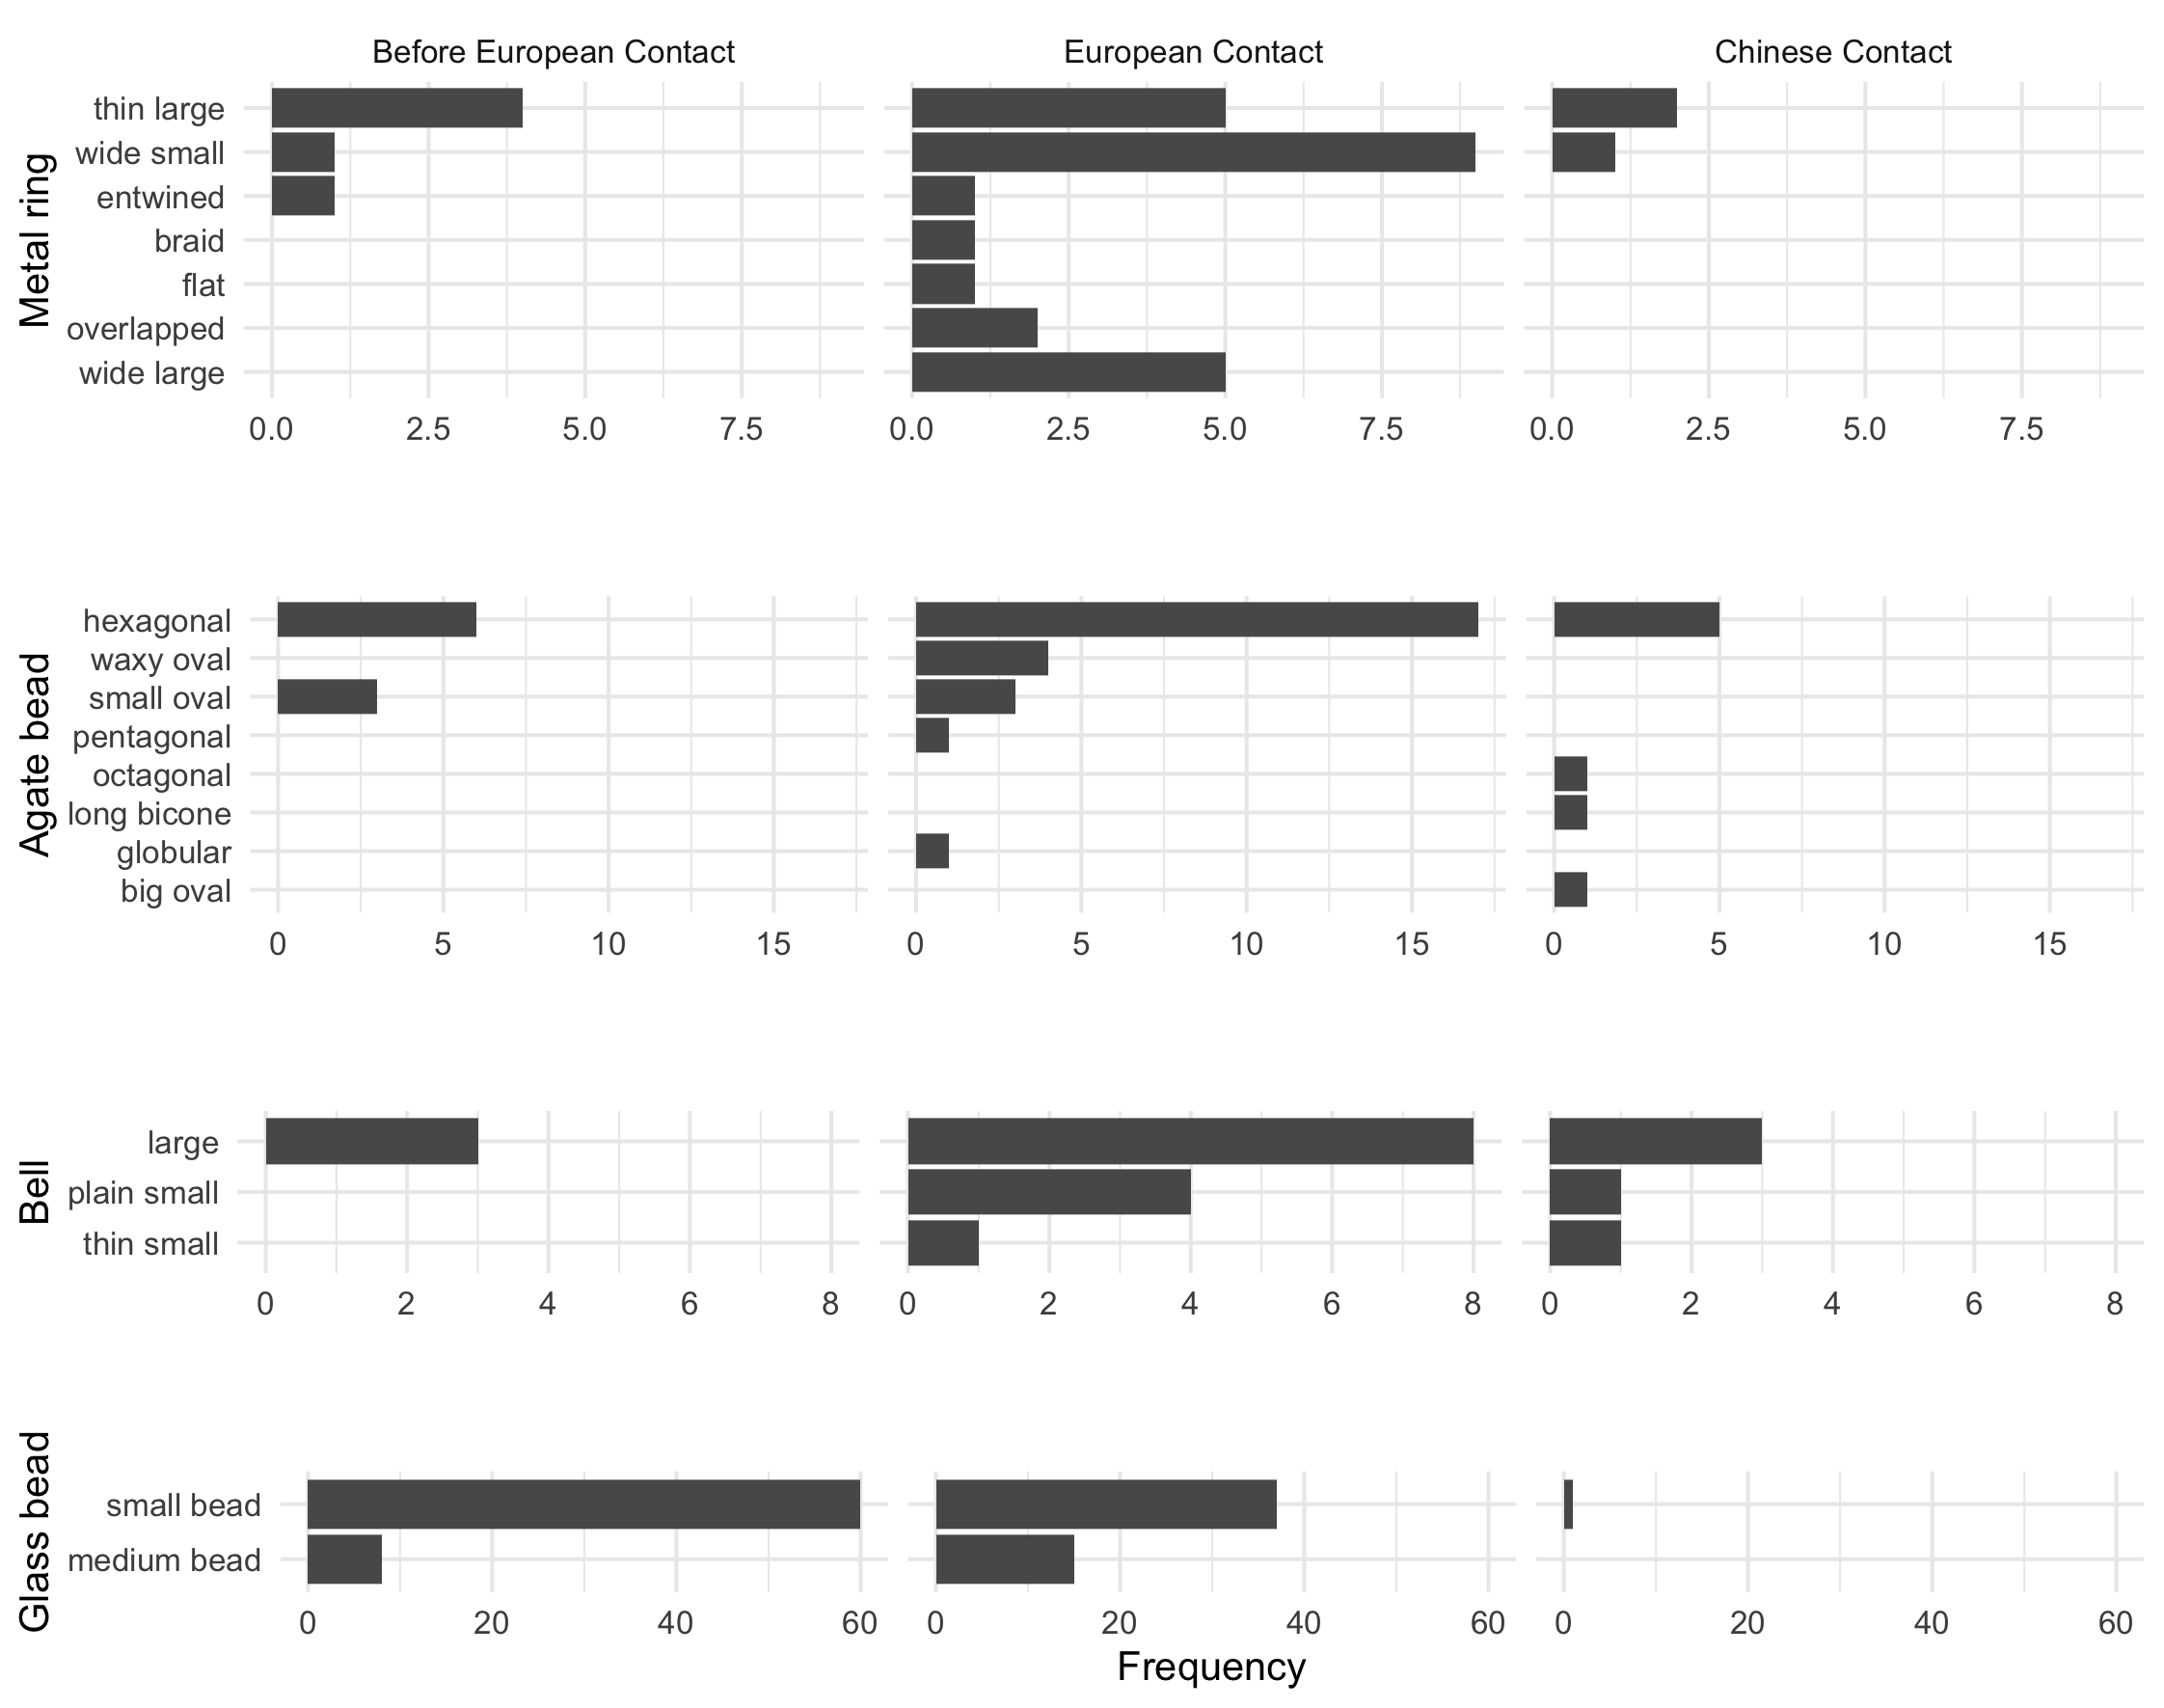 Before European Contact
European Contact
Chinese Contact
Metal ring
thin large
wide small
entwined
braid
flat
overlapped
wide large
0.0 2.5 5.0 7.5
0.0 2.5 5.0 7.5
0.0 2.5 5.0 7.5
Agate bead
hexagonal
waxy oval
small oval
pentagonal
octagonal
long bicone
globular
big oval
0 5 10 15
0 5 10 15
0 5 10 15
Bell
large
plain small
thin small
0 2 4 6 8
0 2 4 6 8
0 2 4 6 8
Glass bead
small bead
medium bead
0 20 40 60
0 20 40 60
0 20 40 60
Frequency